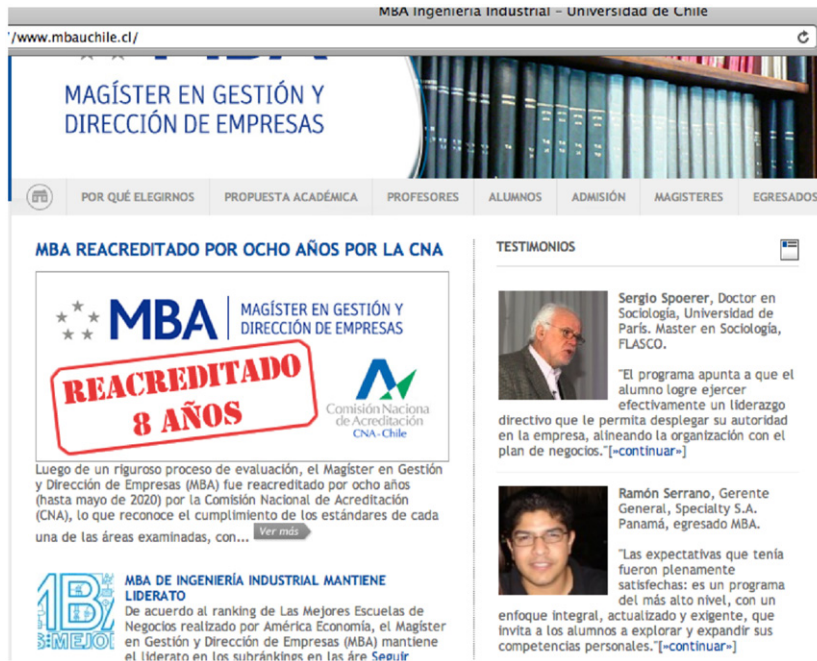 MBA Ingeniería Industrial – Universidad de Chile
/www.mbauchile.cl/
MBA
MAGÍSTER EN GESTIÓN Y
DIRECCIÓN DE EMPRESAS
POR QUÉ ELEGIRNOS
PROPUESTA ACADÉMICA
PROFESORES
ALUMNOS
ADMISIÓN
MAGISTERES
EGRESADOS
MBA REACREDITADO POR OCHO AÑOS POR LA CNA
MBA
MAGÍSTER EN GESTIÓN Y
DIRECCIÓN DE EMPRESAS
REACREDITADO
8 AÑOS
Comisión Naciona
de Acreditación
CNA-Chile
Luego de un riguroso proceso de evaluación, el Magíster en Gestión
y Dirección de Empresas (MBA) fue reacreditado por ocho años
(hasta mayo de 2020) por la Comisión Nacional de Acreditación
(CNA), lo que reconoce el cumplimiento de los estándares de cada
una de las áreas examinadas, con... Ver más
MBA DE INGENIERÍA INDUSTRIAL MANTIENE
LIDERATO
De acuerdo al ranking de Las Mejores Escuelas de
Negocios realizado por América Economía, el Magíster
en Gestión y Dirección de Empresas (MBA) mantiene
el liderato en los subránkings en las áre Seguir
TESTIMONIOS
Sergio Spoerer, Doctor en
Sociología, Universidad de
París. Master en Sociología,
FLASCO.
"El programa apunta a que el
alumno logre ejercer
efectivamente un liderazgo
directivo que le permita desplegar su autoridad
en la empresa, alineando la organización con el
plan de negocios."[»continuar»]
Ramón Serrano, Gerente
General, Specialty S.A.
Panamá, egresado MBA.
"Las expectativas que tenía
fueron plenamente
satisfechas: es un programa
del más alto nivel, con un
enfoque integral, actualizado y exigente, que
invita a los alumnos a explorar y expandir sus
competencias personales."[»continuar»]